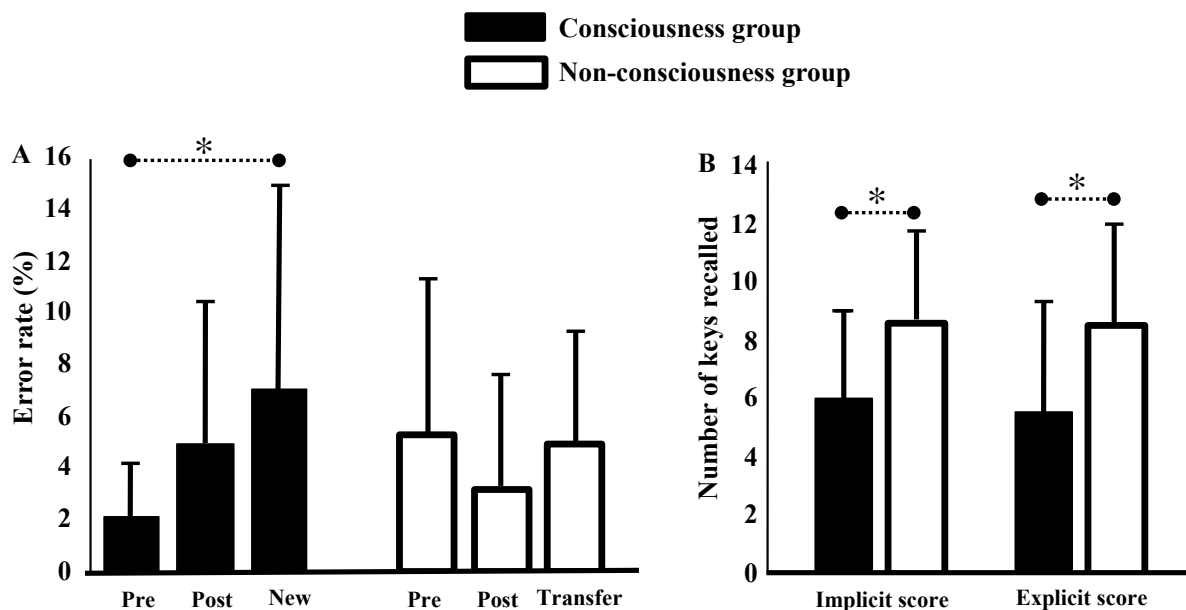 Consciousness group
Non-consciousness group
A
Error rate (%)
16
14
12
10
8
6
4
2
0
*
Pre Post New Pre Post Transfer
B
Number of keys recalled
14
12
10
8
6
4
2
0
*
*
Implicit score Explicit score